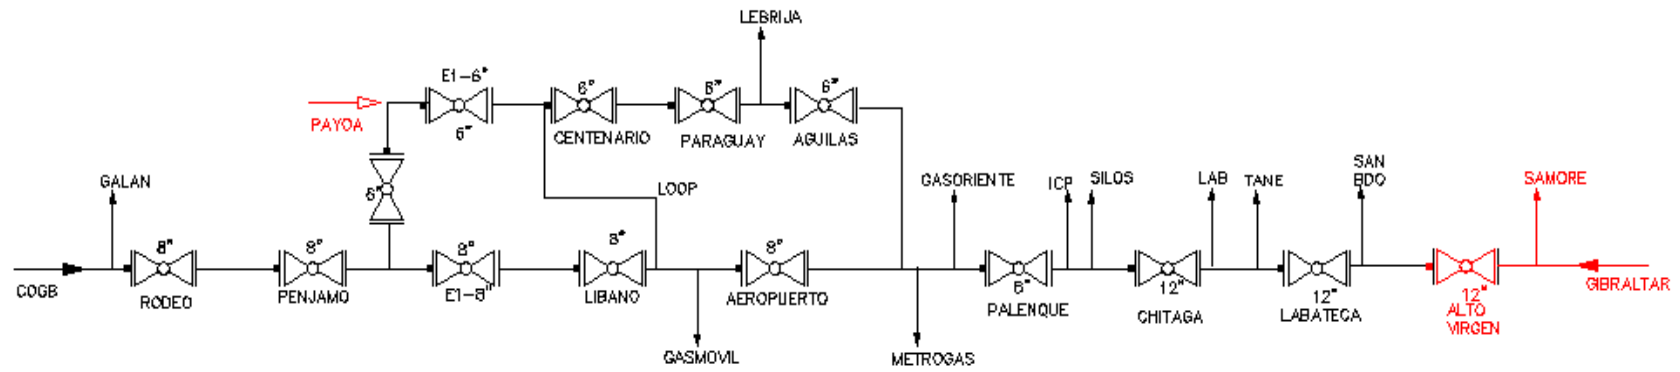 LEBRIJA
E1-6"
6"
6"
6"
6"
PAYOA
CENTENARIO
PARAGUAY
AGUILAS
GALAN
6"
LOOP
GASORIENTE
ICP
SILOS
LAB
TANE
SAN
BDO
SAMORE
8"
8"
8"
8"
8"
COGB
RODEO
PENJAMO
E1-8"
LIBANO
AEROPUERTO
6"
PALENQUE
12"
CHITAGA
12"
LABATECA
12"
ALTO
VIRGEN
GIBRALTAR
GASMOVIL
METROGAS